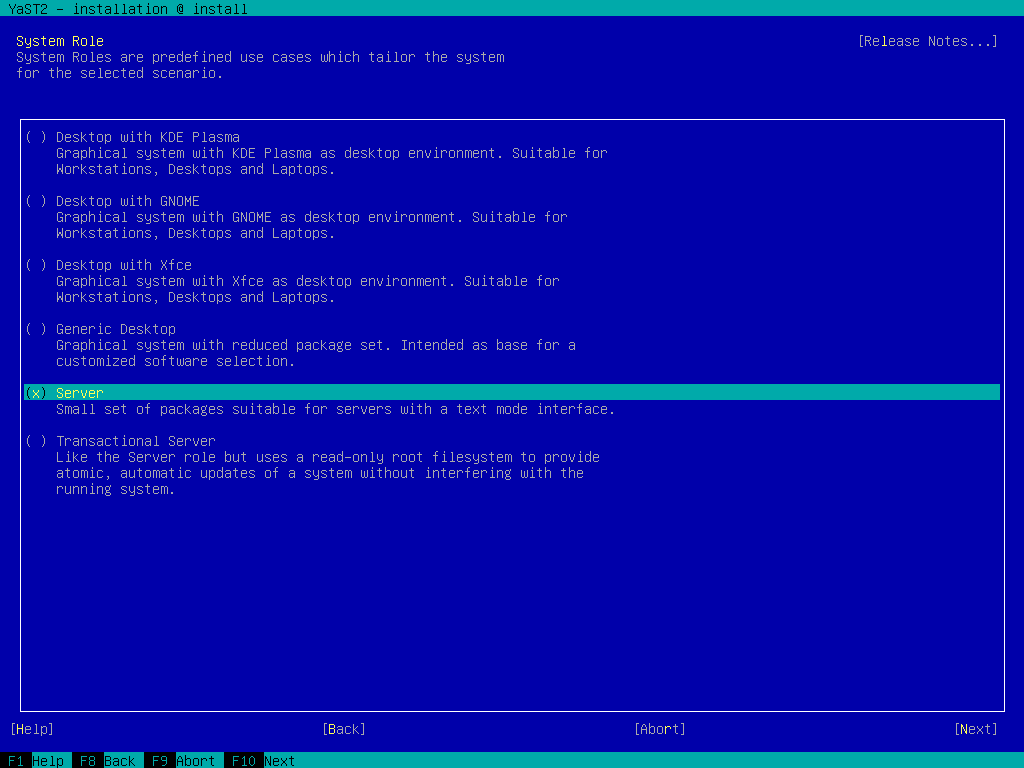 YaST2 - installation @ install
System Role [Release Notes...]
System Roles are predefined use cases which tailor the system
for the selected scenario.
( ) Desktop with KDE Plasma
Graphical system with KDE Plasma as desktop environment. Suitable for
Workstations, Desktops and Laptops.
( ) Desktop with GNOME
Graphical system with GNOME as desktop environment. Suitable for
Workstations, Desktops and Laptops.
( ) Desktop with Xfce
Graphical system with Xfce as desktop environment. Suitable for
Workstations, Desktops and Laptops.
( ) Generic Desktop
Graphical system with reduced package set. Intended as base for a
customized software selection.
(x) Server
Small set of packages suitable for servers with a text mode interface.
( ) Transactional Server
Like the Server role but uses a read-only root filesystem to provide
atomic, automatic updates of a system without interfering with the
running system.
[Help] [Back] [Abort] [Next]
F1 Help F8 Back F9 Abort F10 Next